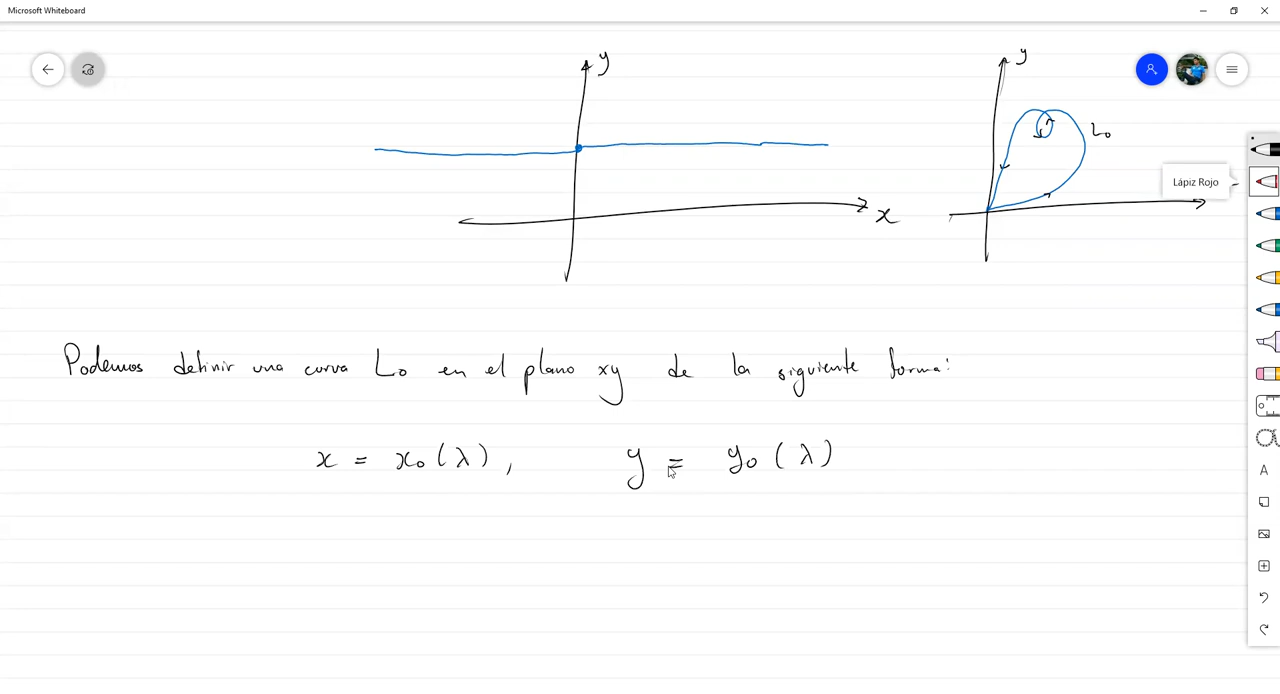 Microsoft Whiteboard
y
x
y
L₀
Lápiz Rojo
Podemos definir una curva L₀ en el plano xy de la siguiente forma:
x = x₀(λ), y = y₀(λ)
A